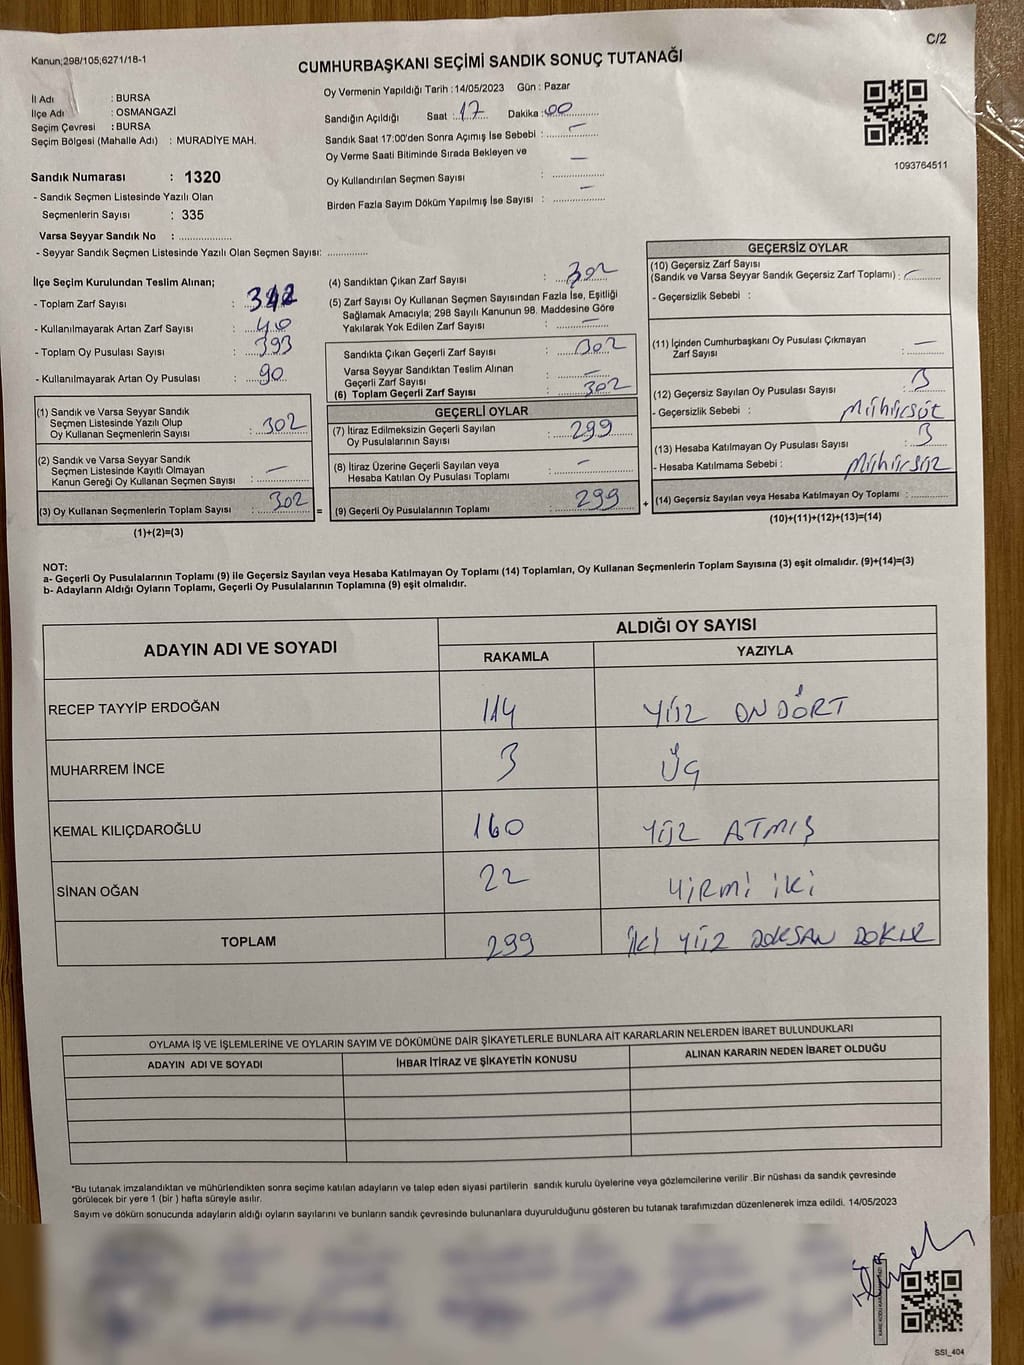 C/2
Kanun;298/105,6271/18-1
CUMHURBAŞKANI SEÇİMİ SANDIK SONUÇ TUTANAĞI
Oy Vermenin Yapıldığı Tarih :14/05/2023 Gün : Pazar
İl Adı : BURSA
İlçe Adı : OSMANGAZİ
Seçim Çevresi : BURSA
Seçim Bölgesi (Mahalle Adı) : MURADİYE MAH.
Sandığın Açıldığı Saat : 17 Dakika : 00
Sandık Saat 17:00'den Sonra Açımış İse Sebebi : –
Oy Verme Saati Bitiminde Sırada Bekleyen ve
Oy Kullandırılan Seçmen Sayısı : –
Birden Fazla Sayım Döküm Yapılmış İse Sayısı : –
1093764511
Sandık Numarası : 1320
- Sandık Seçmen Listesinde Yazılı Olan
Seçmenlerin Sayısı : 335
Varsa Seyyar Sandık No : ....................
- Seyyar Sandık Seçmen Listesinde Yazılı Olan Seçmen Sayısı: ...............
İlçe Seçim Kurulundan Teslim Alınan;
- Toplam Zarf Sayısı :
- Kullanılmayarak Artan Zarf Sayısı : 40
- Toplam Oy Pusulası Sayısı : 393
- Kullanılmayarak Artan Oy Pusulası : 90
(1) Sandık ve Varsa Seyyar Sandık
Seçmen Listesinde Yazılı Olup
Oy Kullanan Seçmenlerin Sayısı : 302
(2) Sandık ve Varsa Seyyar Sandık
Seçmen Listesinde Kayıtlı Olmayan
Kanun Gereği Oy Kullanan Seçmen Sayısı : –
(3) Oy Kullanan Seçmenlerin Toplam Sayısı : 302 =
(1)+(2)=(3)
(4) Sandıktan Çıkan Zarf Sayısı : 302
(5) Zarf Sayısı Oy Kullanan Seçmen Sayısından Fazla İse, Eşitliği
Sağlamak Amacıyla; 298 Sayılı Kanunun 98. Maddesine Göre
Yakılarak Yok Edilen Zarf Sayısı : –
Sandıkta Çıkan Geçerli Zarf Sayısı : 302
Varsa Seyyar Sandıktan Teslim Alınan
Geçerli Zarf Sayısı : –
(6) Toplam Geçerli Zarf Sayısı : 302
GEÇERLİ OYLAR
(7) İtiraz Edilmeksizin Geçerli Sayılan
Oy Pusulalarının Sayısı : 299
(8) İtiraz Üzerine Geçerli Sayılan veya
Hesaba Katılan Oy Pusulası Toplamı : –
(9) Geçerli Oy Pusulalarının Toplamı : 299 +
GEÇERSİZ OYLAR
(10) Geçersiz Zarf Sayısı
(Sandık ve Varsa Seyyar Sandık Geçersiz Zarf Toplamı) : –
- Geçersizlik Sebebi :
(11) İçinden Cumhurbaşkanı Oy Pusulası Çıkmayan
Zarf Sayısı : –
(12) Geçersiz Sayılan Oy Pusulası Sayısı : 3
- Geçersizlik Sebebi :
(13) Hesaba Katılmayan Oy Pusulası Sayısı : 3
- Hesaba Katılmama Sebebi : Mühürsüz
(14) Geçersiz Sayılan veya Hesaba Katılmayan Oy Toplamı : ............
(10)+(11)+(12)+(13)=(14)
NOT:
a- Geçerli Oy Pusulalarının Toplamı (9) ile Geçersiz Sayılan veya Hesaba Katılmayan Oy Toplamı (14) Toplamları, Oy Kullanan Seçmenlerin Toplam Sayısına (3) eşit olmalıdır. (9)+(14)=(3)
b- Adayların Aldığı Oyların Toplamı, Geçerli Oy Pusulalarının Toplamına (9) eşit olmalıdır.
ADAYIN ADI VE SOYADI
ALDIĞI OY SAYISI
RAKAMLA YAZIYLA
RECEP TAYYİP ERDOĞAN 114 YÜZ ONDÖRT
MUHARREM İNCE 3 Üç
KEMAL KILIÇDAROĞLU 160 YÜZ ATMIŞ
SİNAN OĞAN 22 YİRMİ İKİ
TOPLAM 299 İKİ YÜZ DOKSAN DOKUZ
OYLAMA İŞ VE İŞLEMLERİNE VE OYLARIN SAYIM VE DÖKÜMÜNE DAİR ŞİKAYETLERLE BUNLARA AİT KARARLARIN NELERDEN İBARET BULUNDUKLARI
ADAYIN ADI VE SOYADI İHBAR İTİRAZ VE ŞİKAYETİN KONUSU ALINAN KARARIN NEDEN İBARET OLDUĞU
*Bu tutanak imzalandıktan ve mühürlendikten sonra seçime katılan adayların ve talep eden siyasi partilerin sandık kurulu üyelerine veya gözlemcilerine verilir .Bir nüshası da sandık çevresinde
görülecek bir yere 1 (bir ) hafta süreyle asılır.
Sayım ve döküm sonucunda adayların aldığı oyların sayılarını ve bunların sandık çevresinde bulunanlara duyurulduğunu gösteren bu tutanak tarafımızdan düzenlenerek imza edildi. 14/05/2023
SSI_404